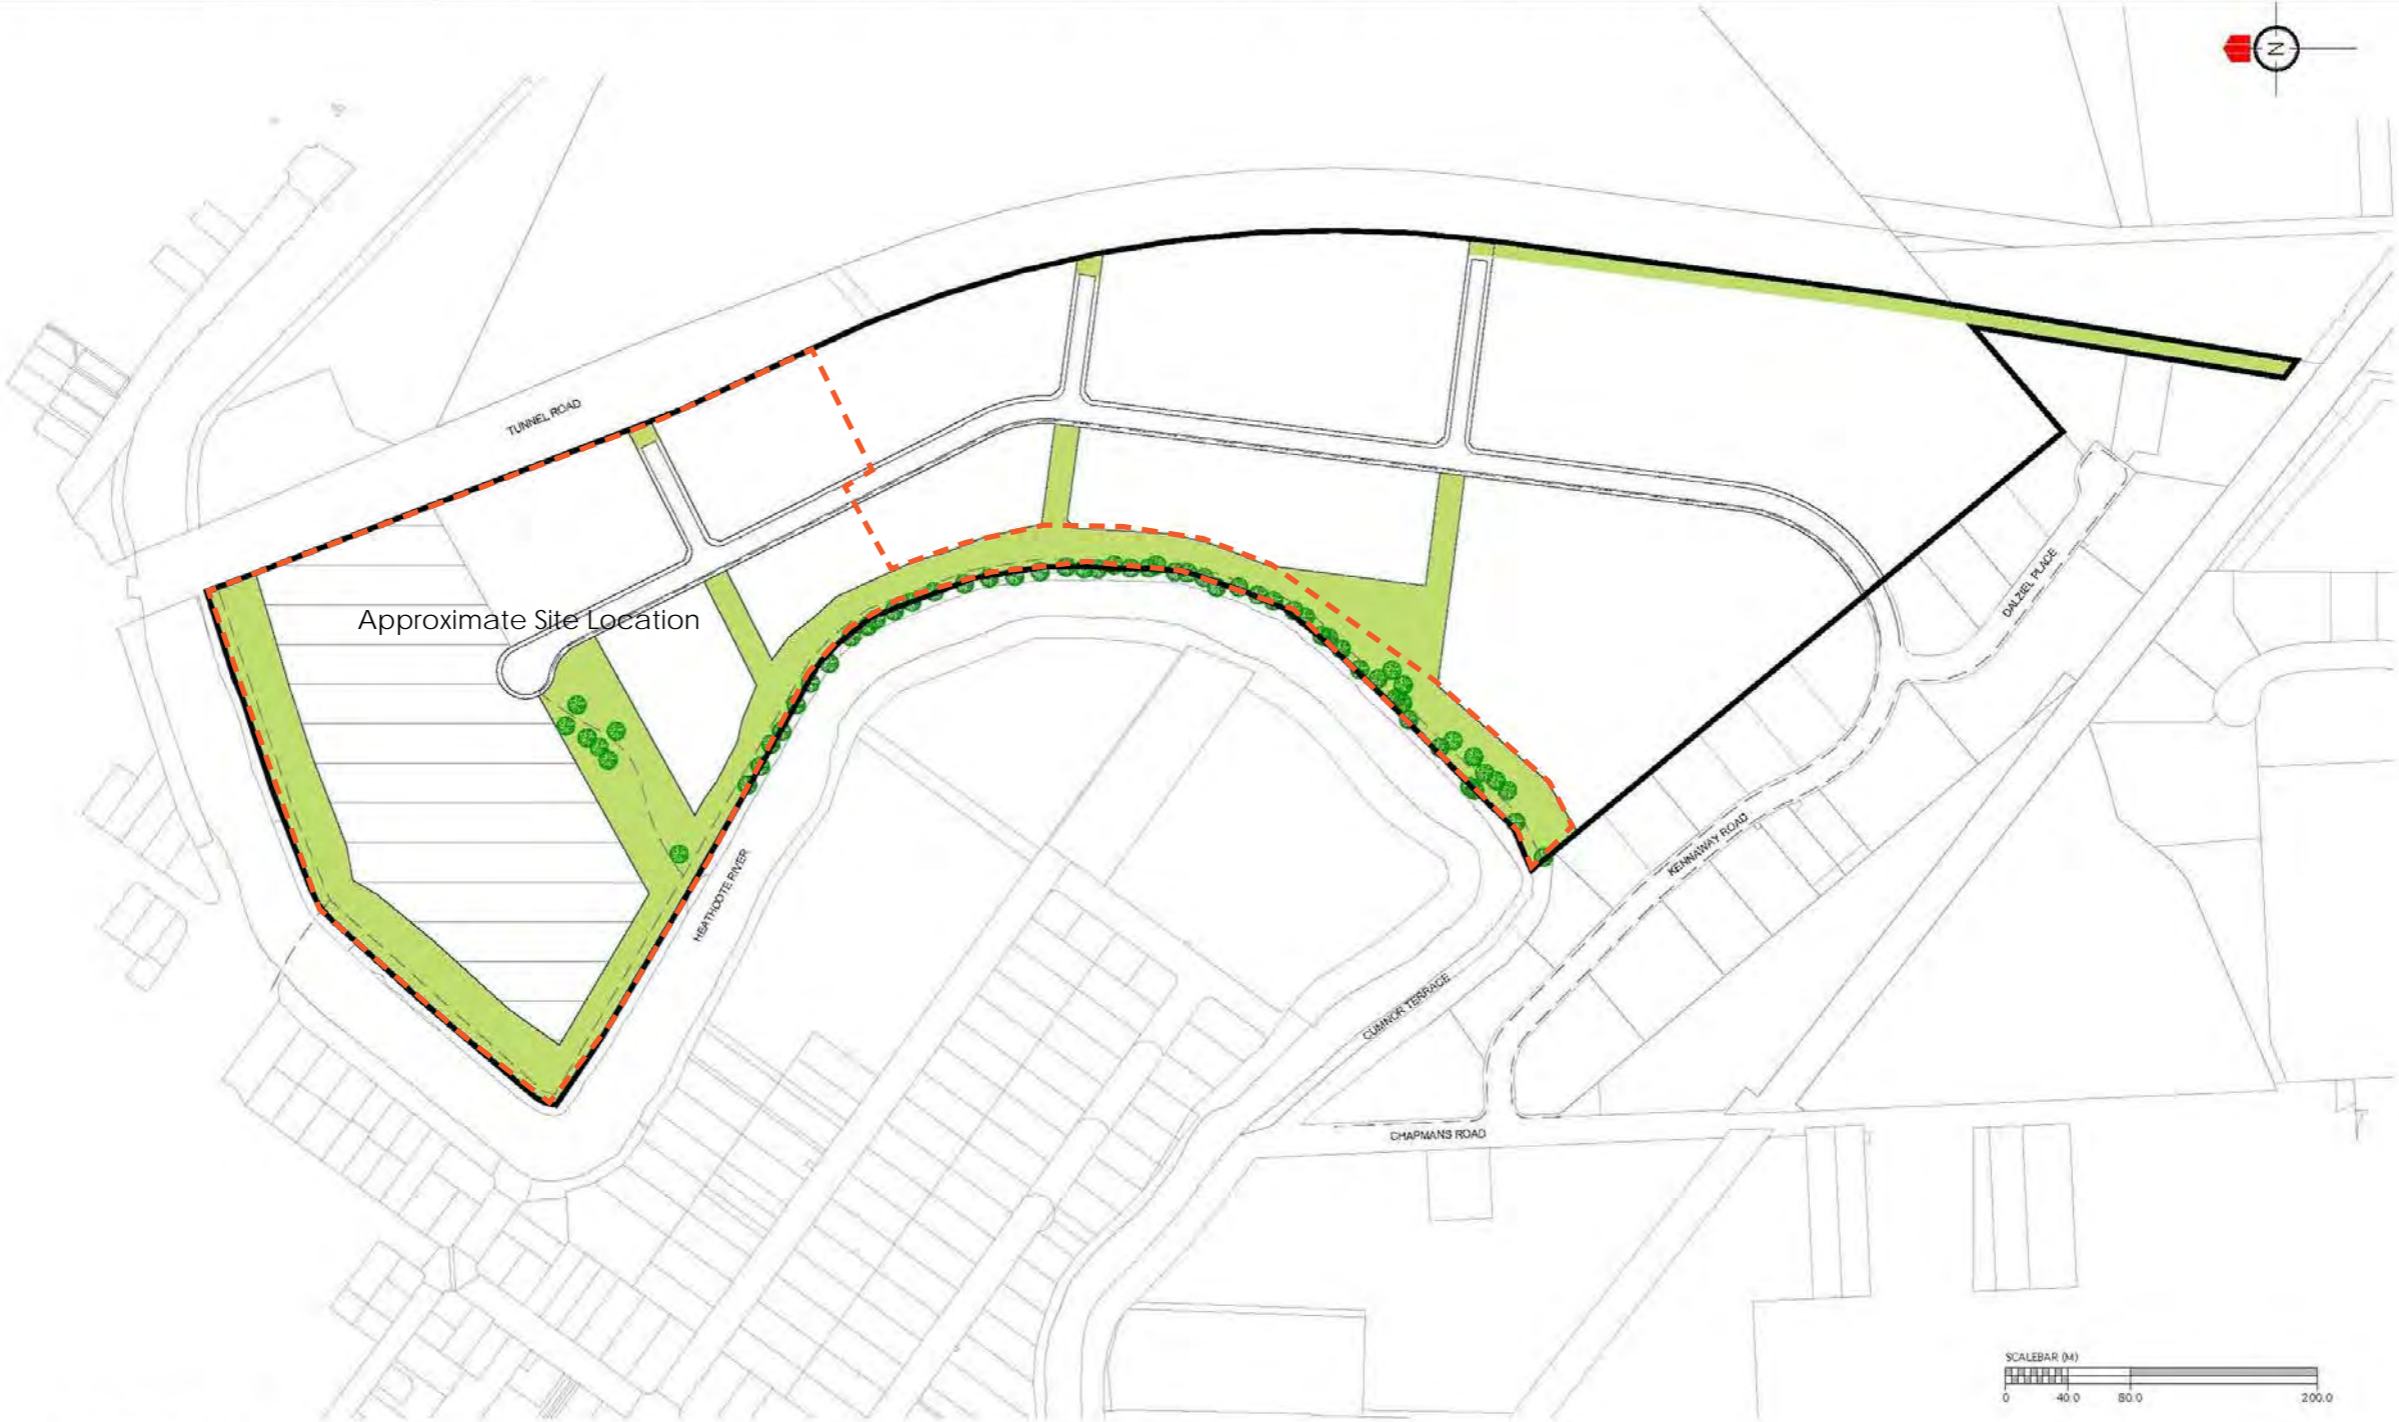 N
TUNNEL ROAD
Approximate Site Location
DALZIEL PLACE
KENNAWAY ROAD
HEATHCOTE RIVER
CUMNOR TERRACE
CHAPMANS ROAD
SCALEBAR (M)
0 40.0 80.0 200.0